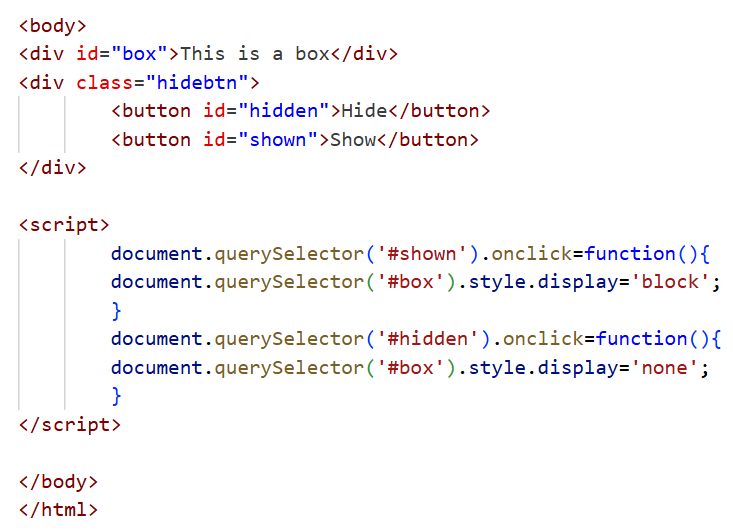 <body>
<div id="box">This is a box</div>
<div class="hidebtn">
        <button id="hidden">Hide</button>
        <button id="shown">Show</button>
</div>

<script>
        document.querySelector('#shown').onclick=function(){
        document.querySelector('#box').style.display='block';
        }
        document.querySelector('#hidden').onclick=function(){
        document.querySelector('#box').style.display='none';
        }
</script>

</body>
</html>